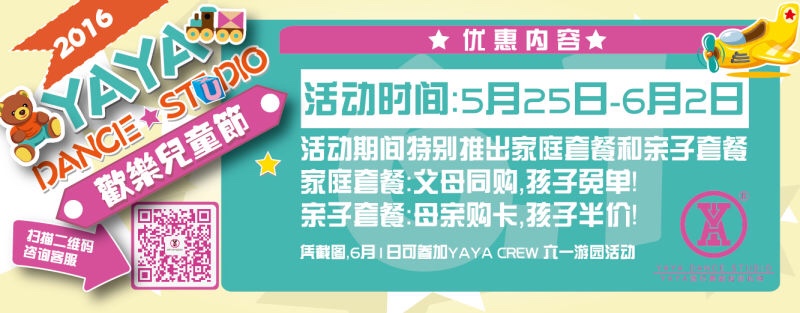 2016
YAYA
DANCE★STUDIO
歡樂兒童節
扫描二维码
咨询客服
★优惠内容★
活动时间:5月25日-6月2日
活动期间特别推出家庭套餐和亲子套餐
家庭套餐:父母同购,孩子免单!
亲子套餐:母亲购卡,孩子半价!
凭截图,6月1日可参加YAYA CREW 六一游园活动
®
YAYA DANCE STUDIO